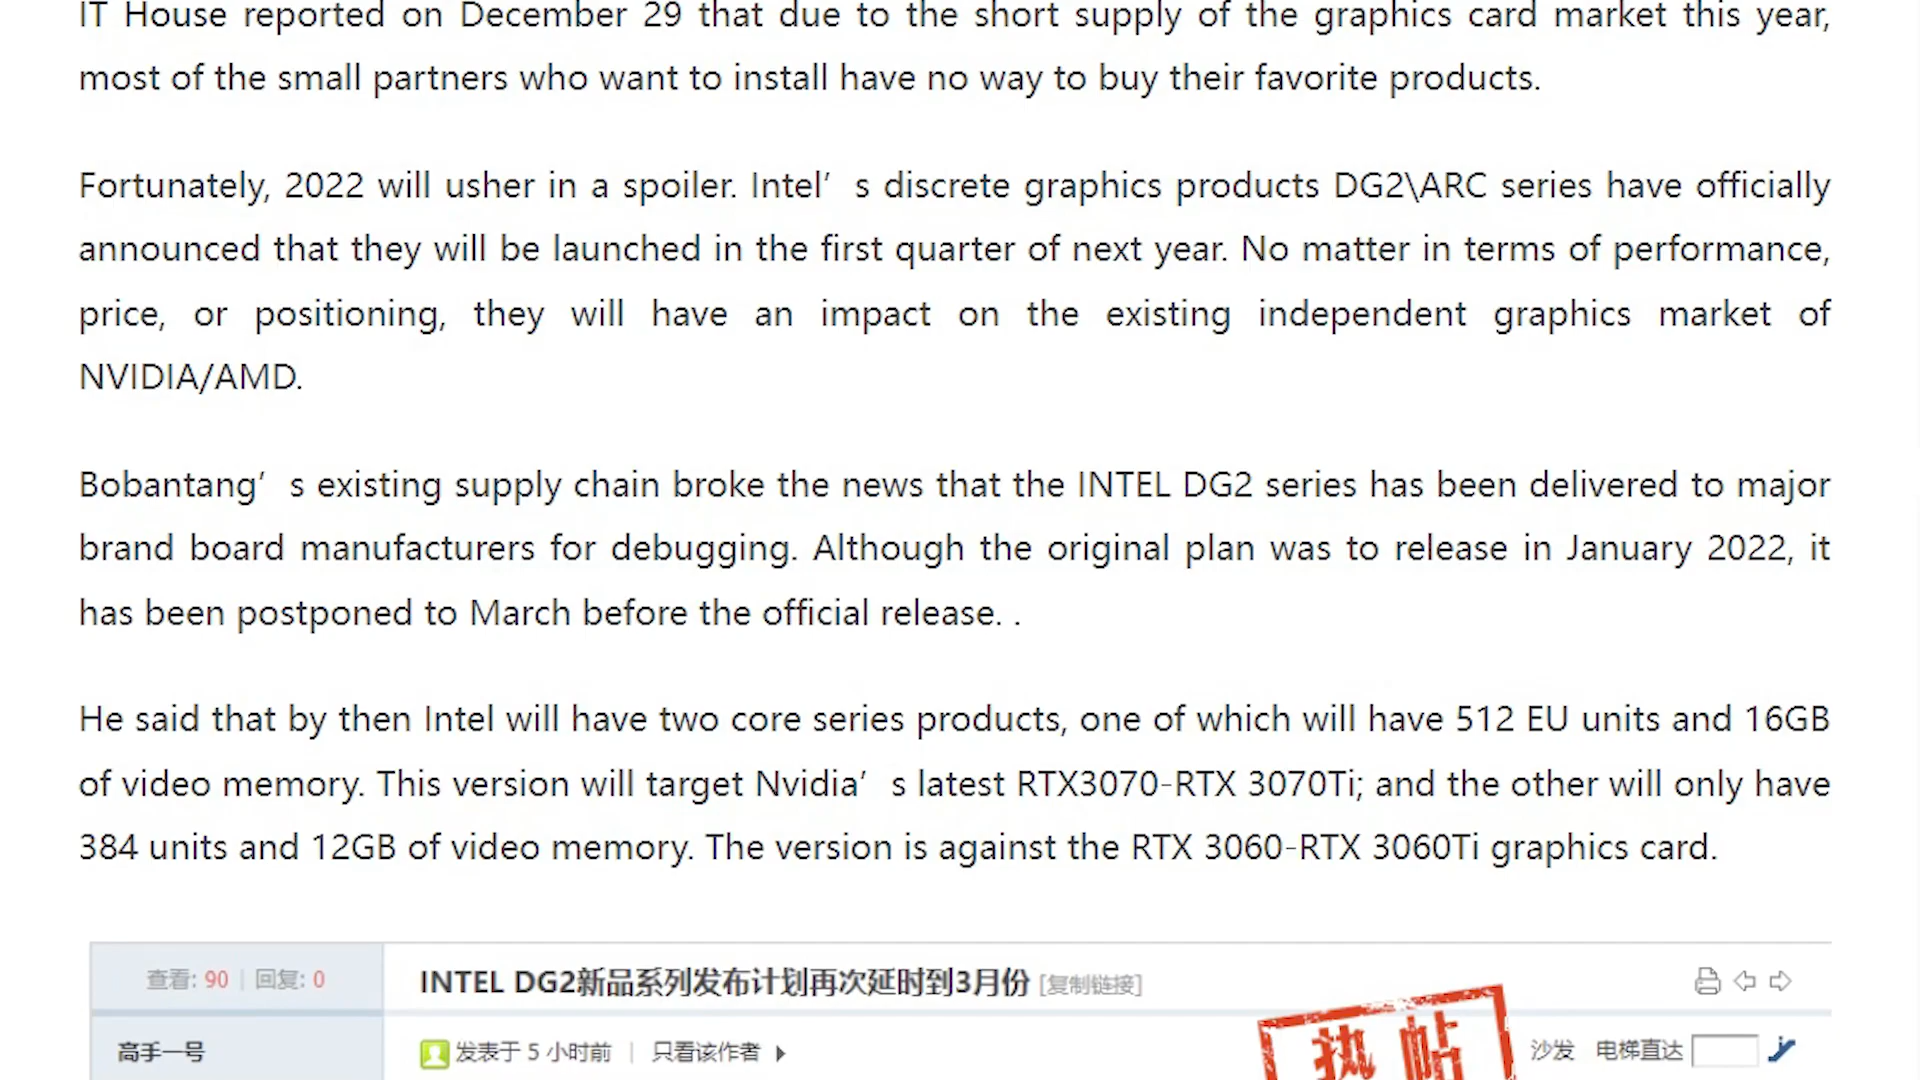 IT House reported on December 29 that due to the short supply of the graphics card market this year,
most of the small partners who want to install have no way to buy their favorite products.
Fortunately, 2022 will usher in a spoiler. Intel’ s discrete graphics products DG2\ARC series have officially
announced that they will be launched in the first quarter of next year. No matter in terms of performance,
price, or positioning, they will have an impact on the existing independent graphics market of
NVIDIA/AMD.
Bobantang’ s existing supply chain broke the news that the INTEL DG2 series has been delivered to major
brand board manufacturers for debugging. Although the original plan was to release in January 2022, it
has been postponed to March before the official release. .
He said that by then Intel will have two core series products, one of which will have 512 EU units and 16GB
of video memory. This version will target Nvidia’ s latest RTX3070-RTX 3070Ti; and the other will only have
384 units and 12GB of video memory. The version is against the RTX 3060-RTX 3060Ti graphics card.
查看: 90 | 回复: 0
INTEL DG2新品系列发布计划再次延时到3月份 [复制链接]
高手一号
发表于 5 小时前 | 只看该作者
热帖
沙发 电梯直达